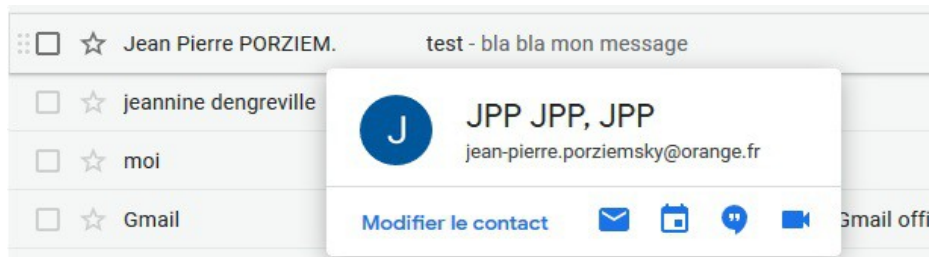 Jean Pierre PORZIEM. test - bla bla mon message
jeannine dengreville
JPP JPP, JPP
J
jean-pierre.porziemsky@orange.fr
moi
Modifier le contact
Gmail
Gmail offi